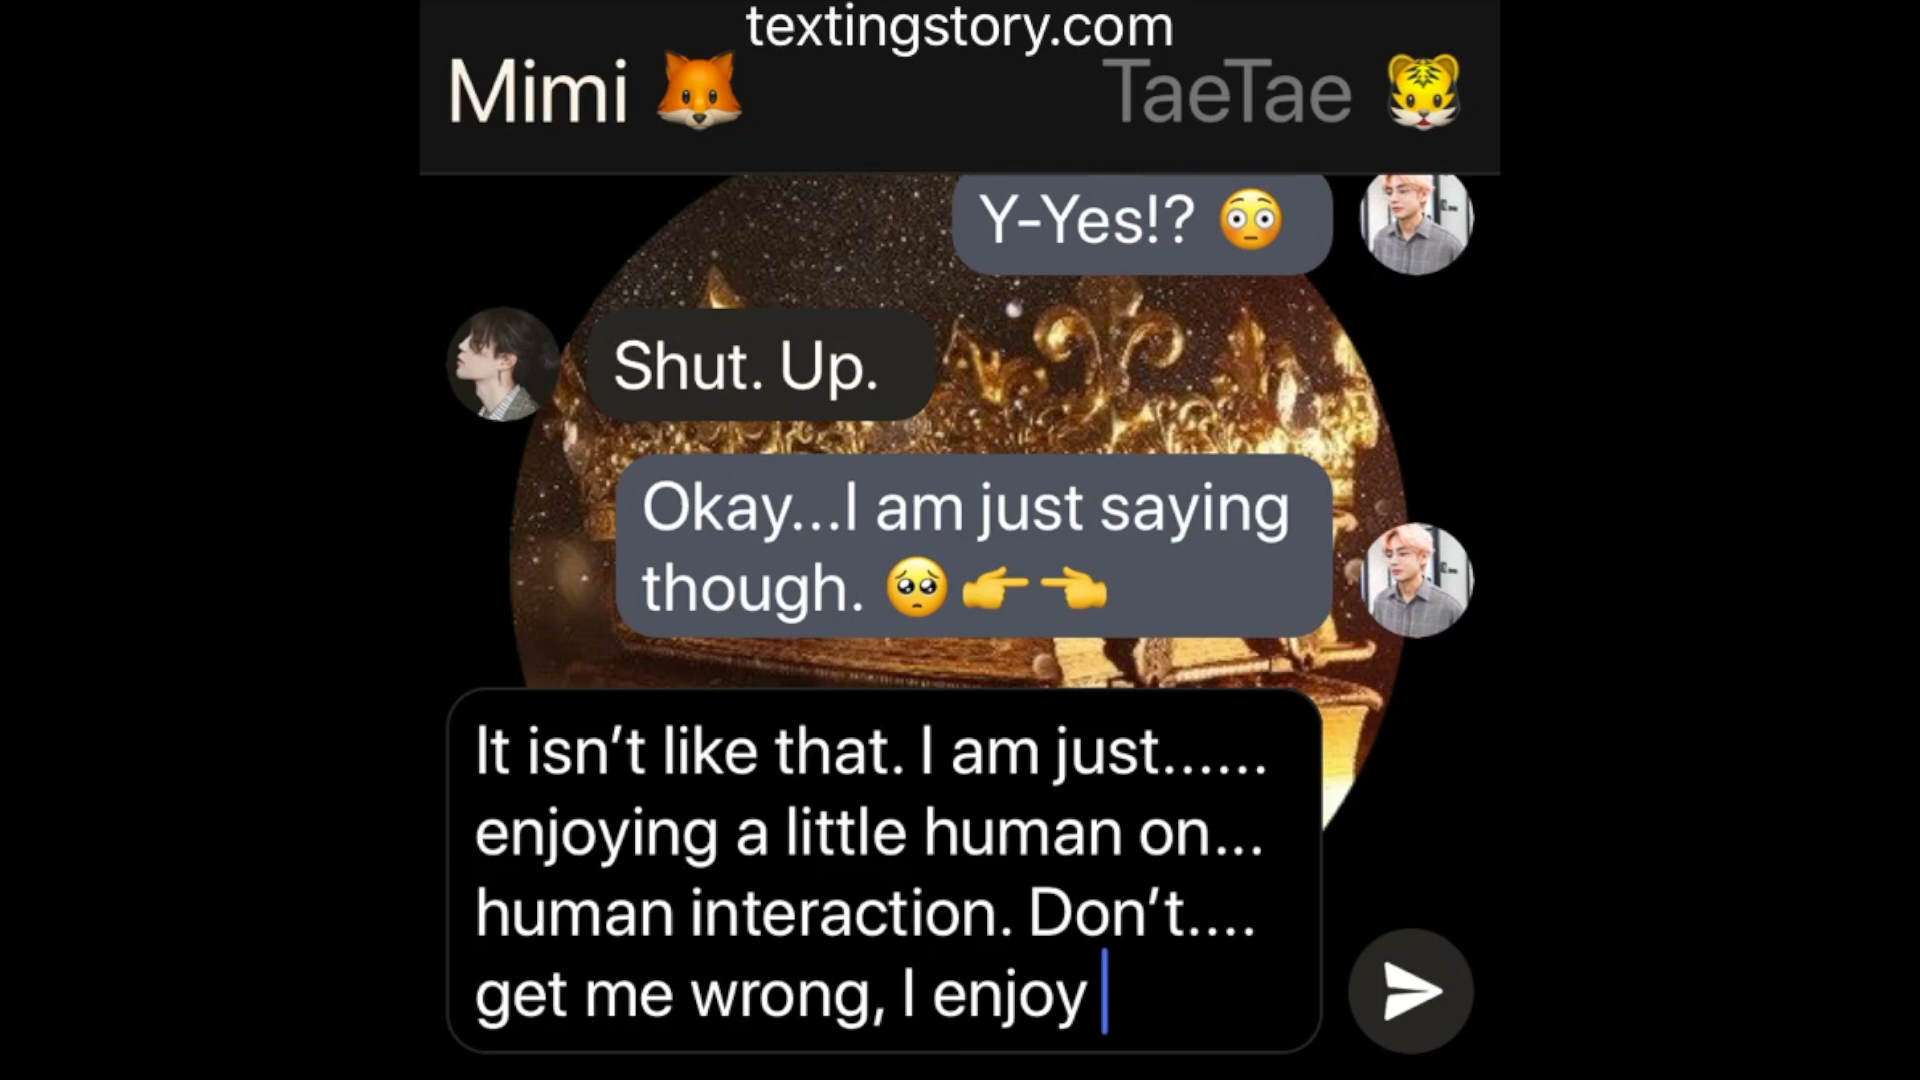 textingstory.com
Mimi 🦊
TaeTae 🐯
Y-Yes!? 😳
Shut. Up.
Okay...I am just saying
though. 🥺👉👈
It isn’t like that. I am just......
enjoying a little human on...
human interaction. Don’t....
get me wrong, I enjoy